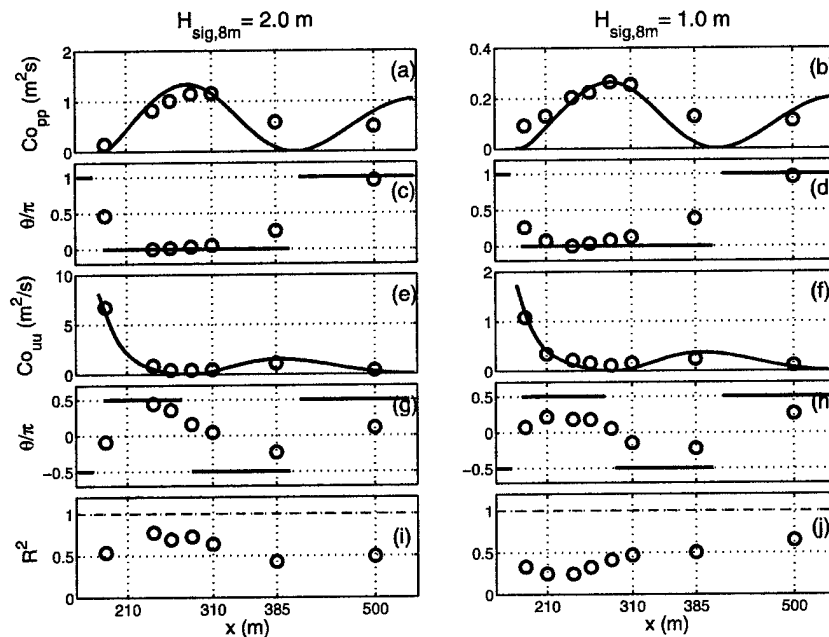 H_sig,8m = 2.0 m
H_sig,8m = 1.0 m
Co_pp (m²s)
2
1
0
(a)
0.4
0.2
0
(b)
θ/π
1
0.5
0
(c)
1
0.5
0
(d)
Co_uu (m²/s)
10
5
0
(e)
2
1
0
(f)
θ/π
0.5
0
−0.5
(g)
0.5
0
−0.5
(h)
R²
1
0.5
0
(i)
1
0.5
0
(j)
210 310 385 500
x (m)
210 310 385 500
x (m)